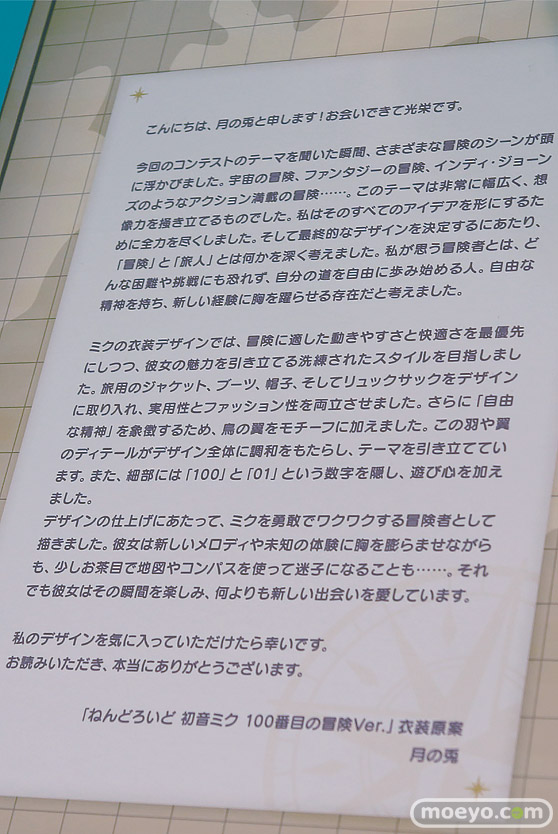 こんにちは、月の兎と申します！お会いできて光栄です。
今回のコンテストのテーマを聞いた瞬間、さまざまな冒険のシーンが頭
に浮かびました。宇宙の冒険、ファンタジーの冒険、インディ・ジョーン
ズのようなアクション満載の冒険……。このテーマは非常に幅広く、想
像力を掻き立てるものでした。私はそのすべてのアイデアを形にするた
めに全力を尽くしました。そして最終的なデザインを決定するにあたり、
「冒険」と「旅人」とは何かを深く考えました。私が思う冒険者とは、ど
んな困難や挑戦にも恐れず、自分の道を自由に歩み始める人。自由な
精神を持ち、新しい経験に胸を躍らせる存在だと考えました。
ミクの衣装デザインでは、冒険に適した動きやすさと快適さを最優先
にしつつ、彼女の魅力を引き立てる洗練されたスタイルを目指しまし
た。旅用のジャケット、ブーツ、帽子、そしてリュックサックをデザイン
に取り入れ、実用性とファッション性を両立させました。さらに「自由
な精神」を象徴するため、鳥の翼をモチーフに加えました。この羽や翼
のディテールがデザイン全体に調和をもたらし、テーマを引き立ててい
ます。また、細部には「100」と「01」という数字を隠し、遊び心を加え
ました。
デザインの仕上げにあたって、ミクを勇敢でワクワクする冒険者として
描きました。彼女は新しいメロディや未知の体験に胸を膨らませながら
も、少しお茶目で地図やコンパスを使って迷子になることも……。それ
でも彼女はその瞬間を楽しみ、何よりも新しい出会いを愛しています。
私のデザインを気に入っていただけたら幸いです。
お読みいただき、本当にありがとうございます。
「ねんどろいど 初音ミク 100番目の冒険Ver.」衣装原案
月の兎
moeyo.com